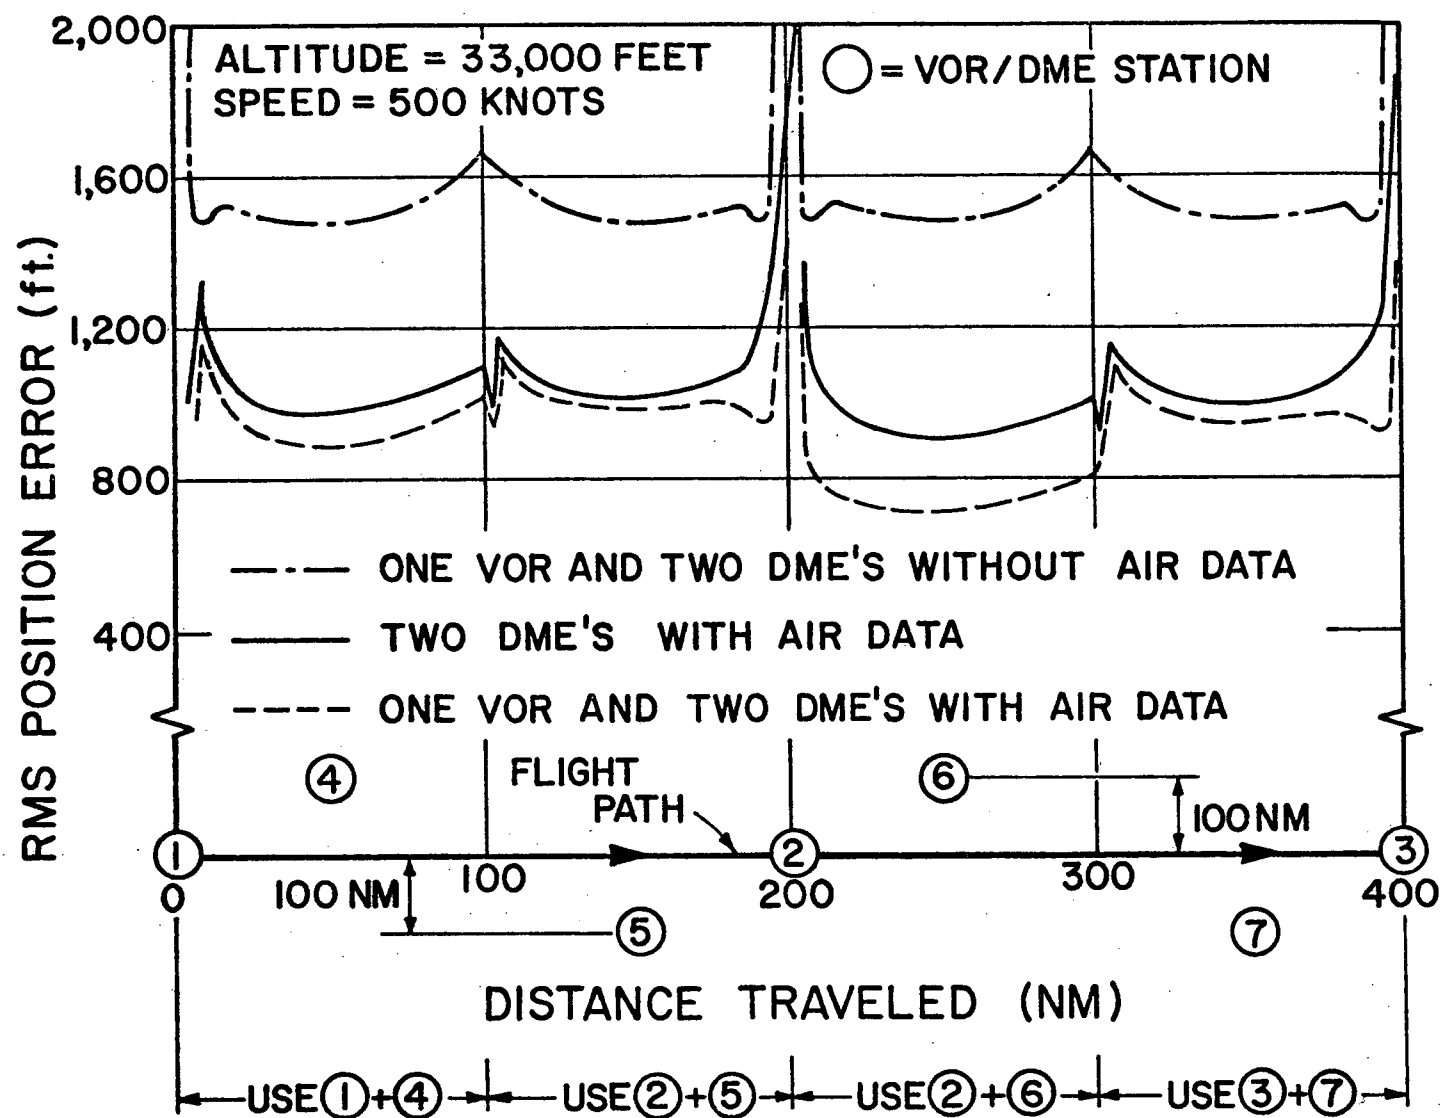 2,000
ALTITUDE = 33,000 FEET
SPEED = 500 KNOTS
= VOR/DME STATION
1,600
1,200
800
400
RMS POSITION ERROR (ft.)
ONE VOR AND TWO DME'S WITHOUT AIR DATA
TWO DME'S WITH AIR DATA
ONE VOR AND TWO DME'S WITH AIR DATA
4
FLIGHT
PATH
6
100 NM
1
2
3
0
100 NM
100
200
300
400
5
7
DISTANCE TRAVELED (NM)
USE 1 + 4
USE 2 + 5
USE 2 + 6
USE 3 + 7